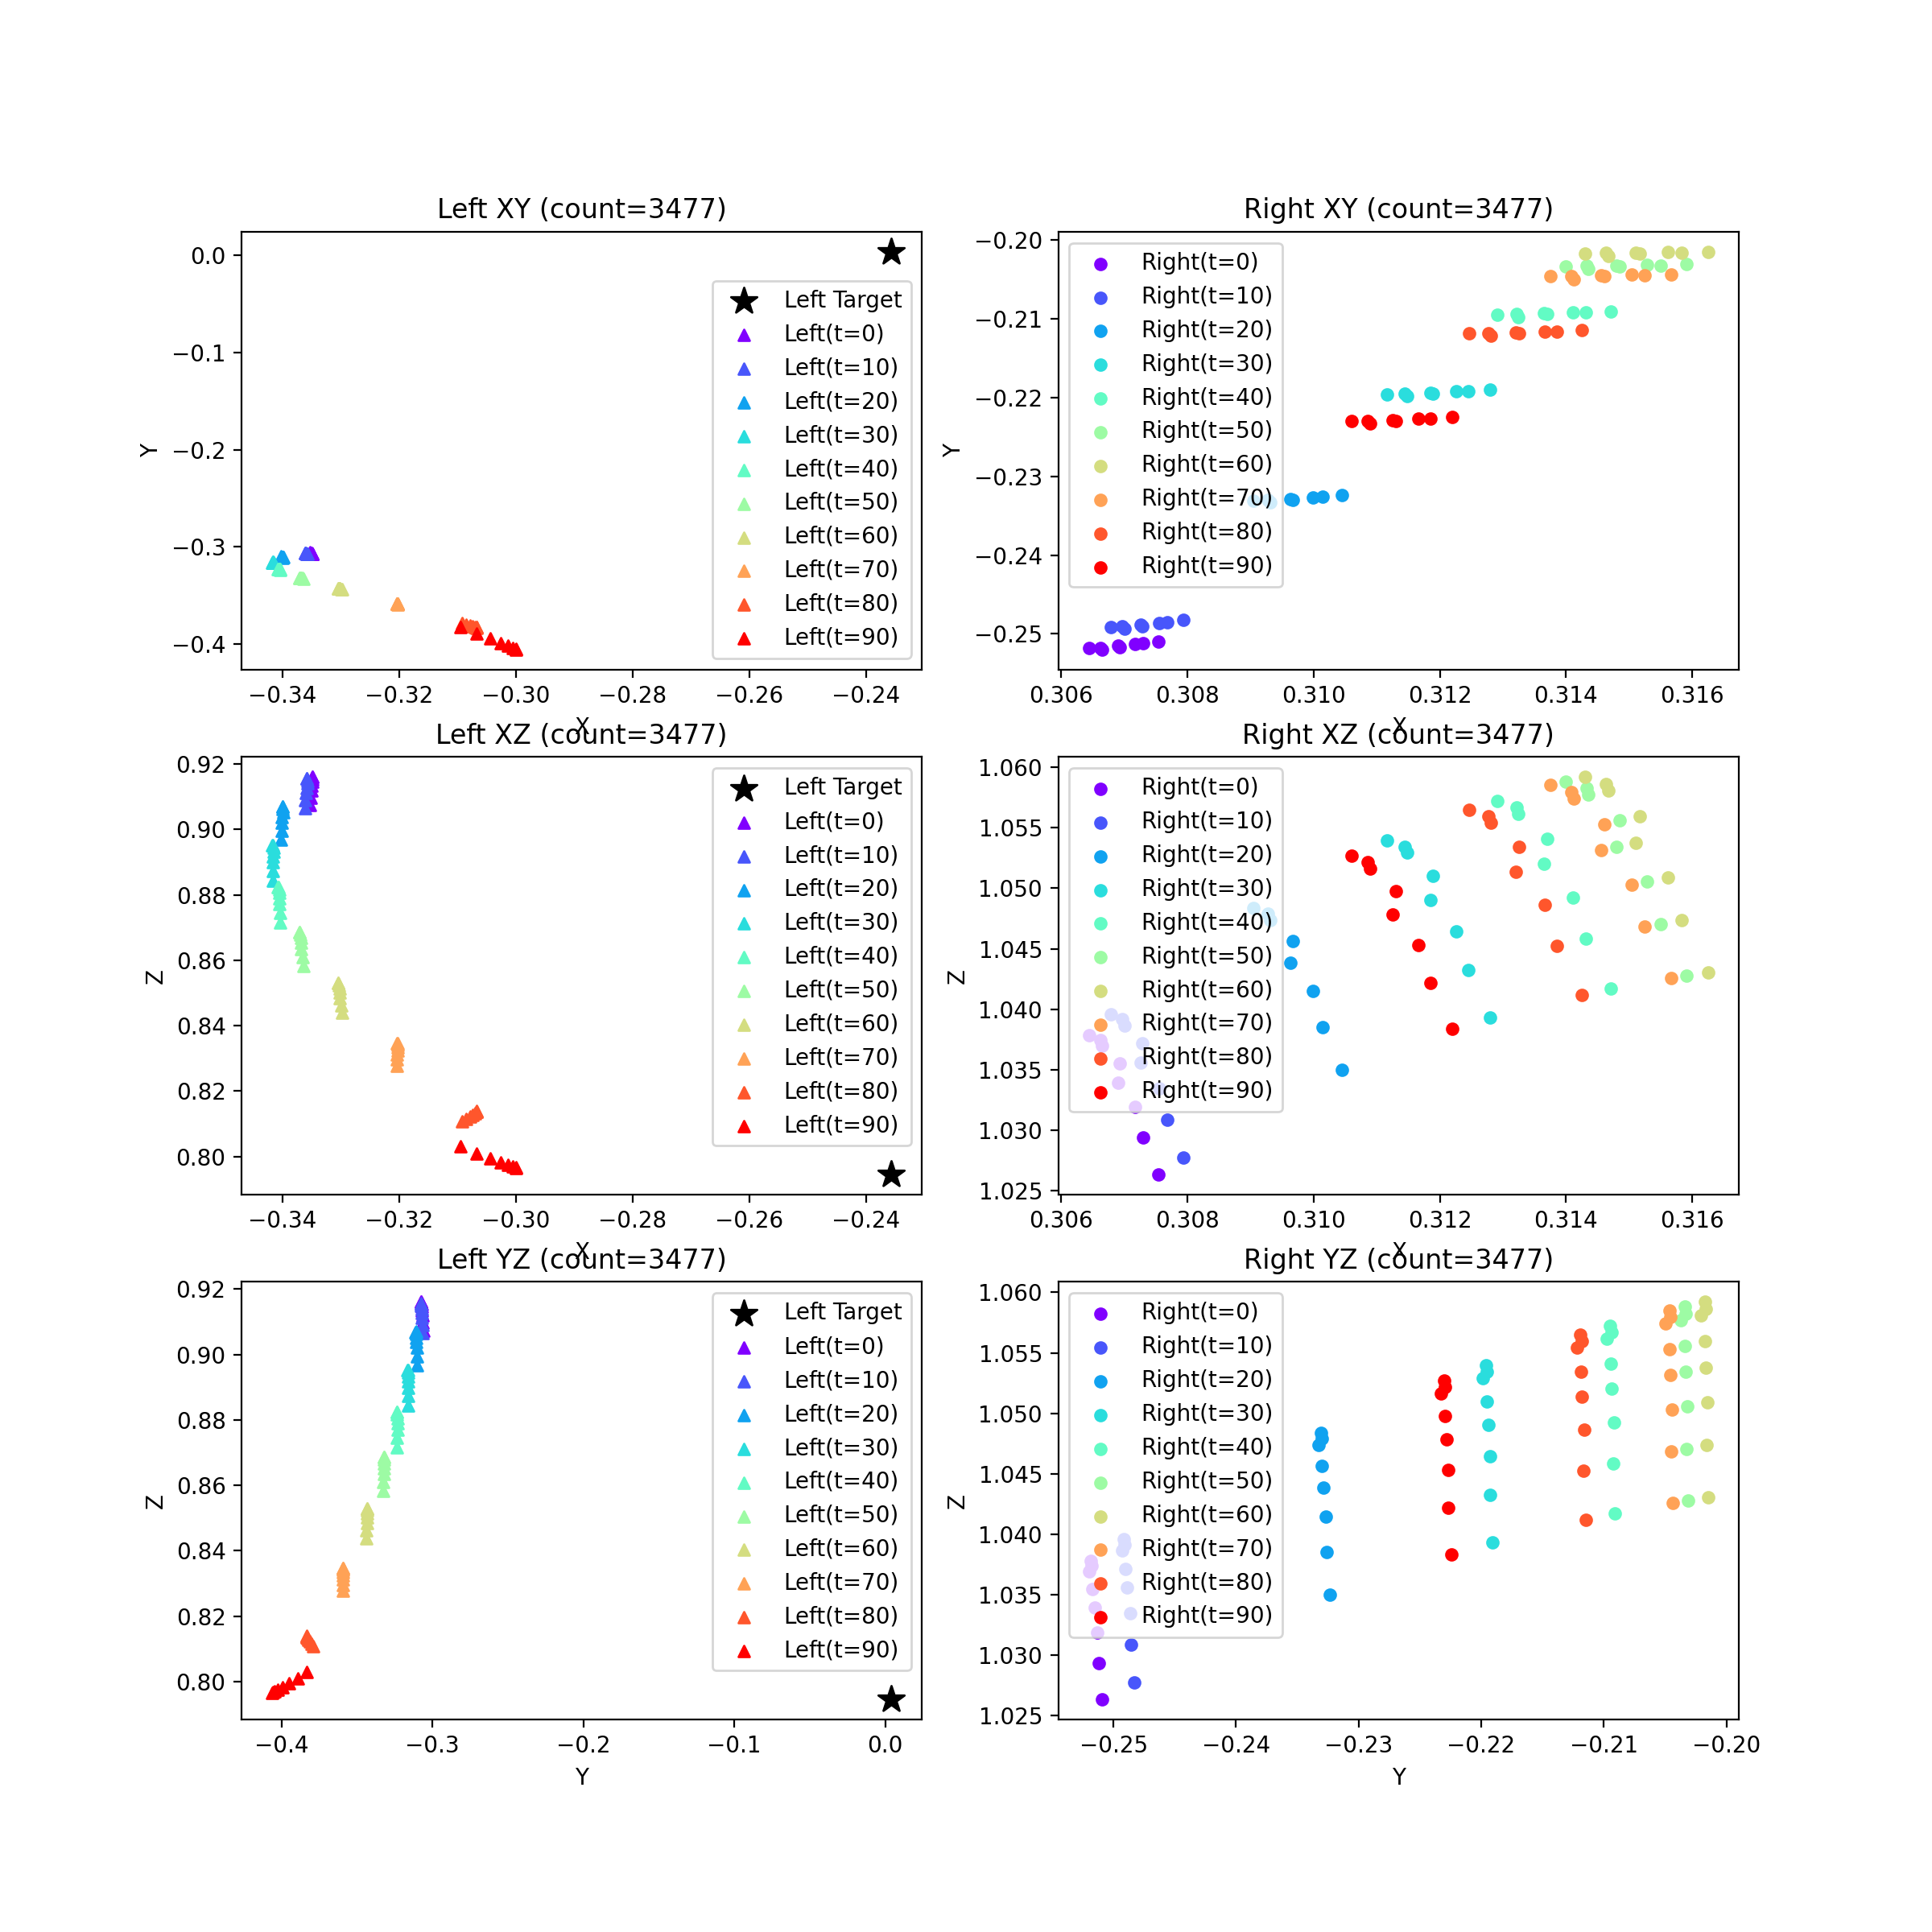 Left XY (count=3477)
0.0
−0.1
−0.2
−0.3
−0.4
Y
Left Target
Left(t=0)
Left(t=10)
Left(t=20)
Left(t=30)
Left(t=40)
Left(t=50)
Left(t=60)
Left(t=70)
Left(t=80)
Left(t=90)
−0.34 −0.32 −0.30 −0.28 −0.26 −0.24
X
Right XY (count=3477)
−0.20
−0.21
−0.22
−0.23
−0.24
−0.25
Y
Right(t=0)
Right(t=10)
Right(t=20)
Right(t=30)
Right(t=40)
Right(t=50)
Right(t=60)
Right(t=70)
Right(t=80)
Right(t=90)
0.306 0.308 0.310 0.312 0.314 0.316
X
Left XZ (count=3477)
0.92
0.90
0.88
0.86
0.84
0.82
0.80
Z
Left Target
Left(t=0)
Left(t=10)
Left(t=20)
Left(t=30)
Left(t=40)
Left(t=50)
Left(t=60)
Left(t=70)
Left(t=80)
Left(t=90)
−0.34 −0.32 −0.30 −0.28 −0.26 −0.24
X
Right XZ (count=3477)
1.060
1.055
1.050
1.045
1.040
1.035
1.030
1.025
Z
Right(t=0)
Right(t=10)
Right(t=20)
Right(t=30)
Right(t=40)
Right(t=50)
Right(t=60)
Right(t=70)
Right(t=80)
Right(t=90)
0.306 0.308 0.310 0.312 0.314 0.316
X
Left YZ (count=3477)
0.92
0.90
0.88
0.86
0.84
0.82
0.80
Z
Left Target
Left(t=0)
Left(t=10)
Left(t=20)
Left(t=30)
Left(t=40)
Left(t=50)
Left(t=60)
Left(t=70)
Left(t=80)
Left(t=90)
−0.4 −0.3 −0.2 −0.1 0.0
Y
Right YZ (count=3477)
1.060
1.055
1.050
1.045
1.040
1.035
1.030
1.025
Z
Right(t=0)
Right(t=10)
Right(t=20)
Right(t=30)
Right(t=40)
Right(t=50)
Right(t=60)
Right(t=70)
Right(t=80)
Right(t=90)
−0.25 −0.24 −0.23 −0.22 −0.21 −0.20
Y